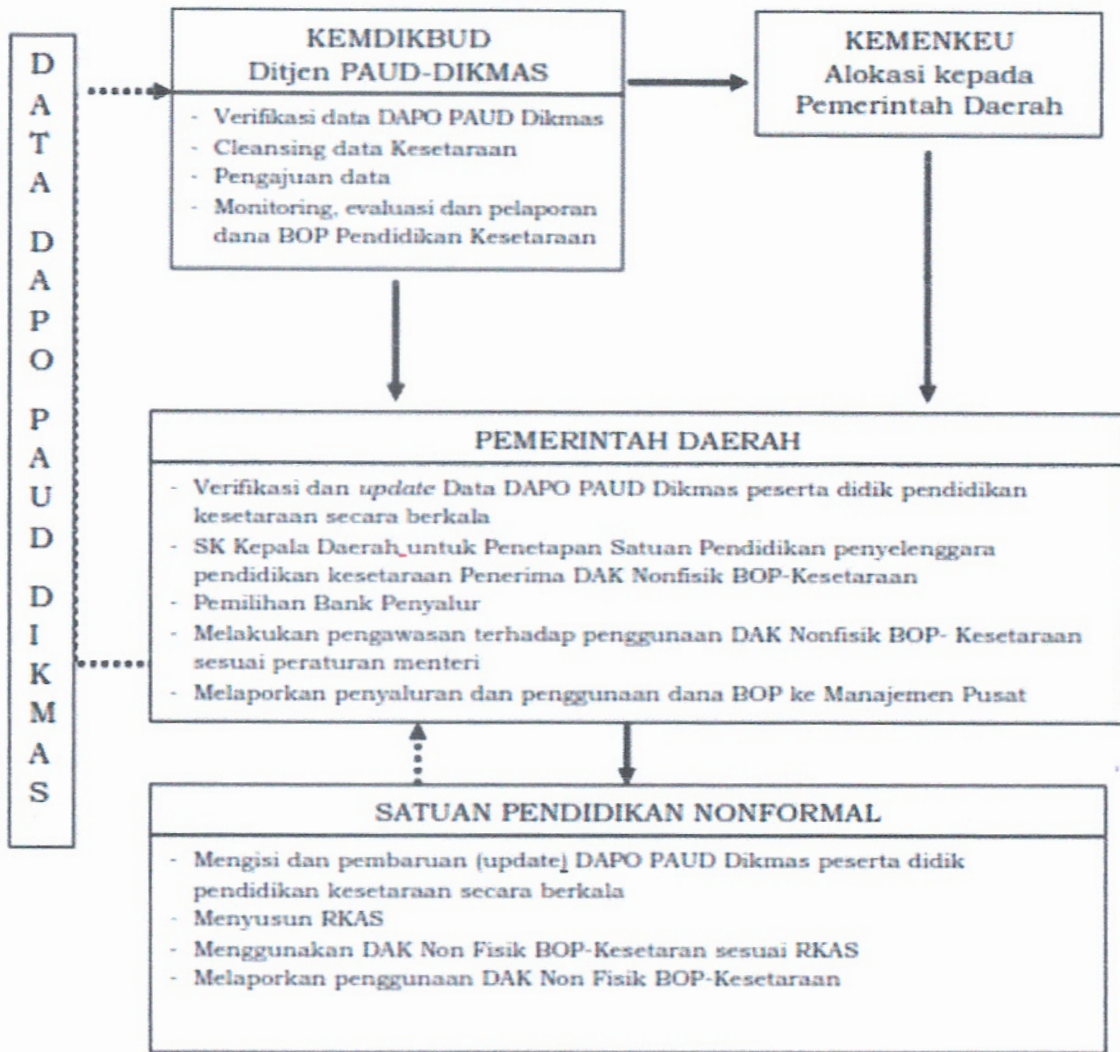 DATA DAPO PAUD DIKMAS
KEMDIKBUD
Ditjen PAUD-DIKMAS
- Verifikasi data DAPO PAUD Dikmas
- Cleansing data Kesetaraan
- Pengajuan data
- Monitoring, evaluasi dan pelaporan
dana BOP Pendidikan Kesetaraan
KEMENKEU
Alokasi kepada
Pemerintah Daerah
PEMERINTAH DAERAH
- Verifikasi dan update Data DAPO PAUD Dikmas peserta didik pendidikan
kesetaraan secara berkala
- SK Kepala Daerah untuk Penetapan Satuan Pendidikan penyelenggara
pendidikan kesetaraan Penerima DAK Nonfisik BOP-Kesetaraan
- Pemilihan Bank Penyalur
- Melakukan pengawasan terhadap penggunaan DAK Nonfisik BOP- Kesetaraan
sesuai peraturan menteri
- Melaporkan penyaluran dan penggunaan dana BOP ke Manajemen Pusat
SATUAN PENDIDIKAN NONFORMAL
- Mengisi dan pembaruan (update) DAPO PAUD Dikmas peserta didik
pendidikan kesetaraan secara berkala
- Menyusun RKAS
- Menggunakan DAK Non Fisik BOP-Kesetaran sesuai RKAS
- Melaporkan penggunaan DAK Non Fisik BOP-Kesetaraan